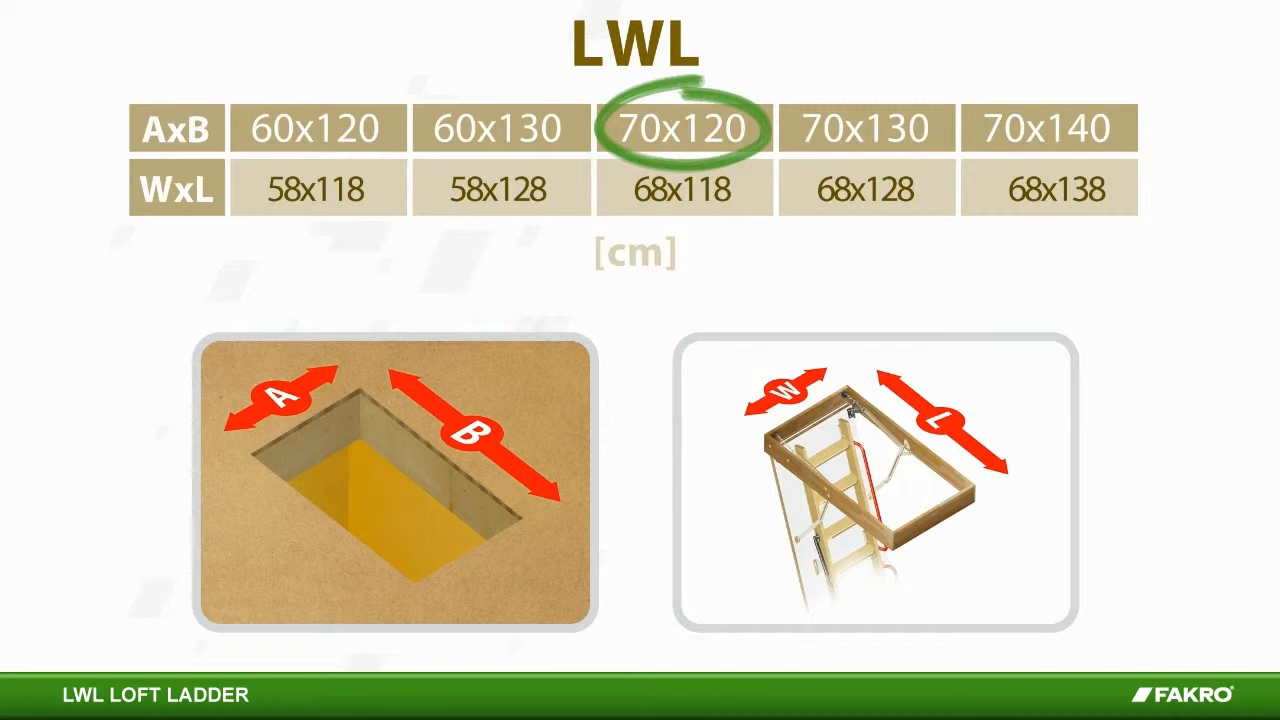 LWL
AxB 60x120 60x130 70x120 70x130 70x140
WxL 58x118 58x128 68x118 68x128 68x138
[cm]
A B
W L
LWL LOFT LADDER
FAKRO®